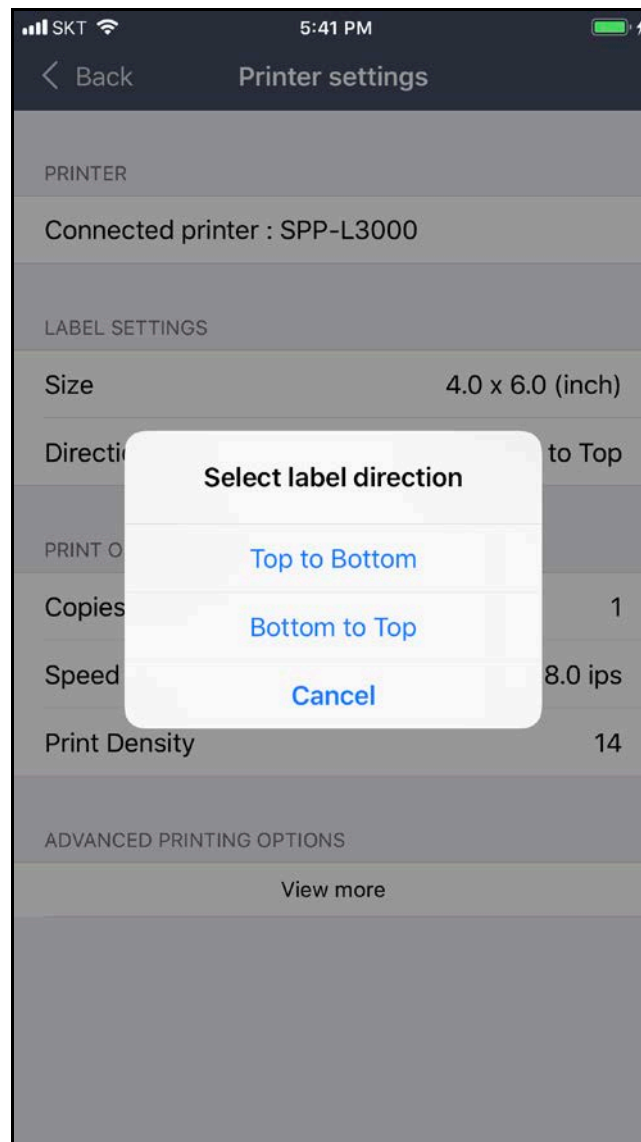 SKT 5:41 PM
Back Printer settings
PRINTER
Connected printer : SPP-L3000
LABEL SETTINGS
Size 4.0 x 6.0 (inch)
Directi to Top
Select label direction
Top to Bottom
Bottom to Top
Cancel
PRINT O
Copies 1
Speed 8.0 ips
Print Density 14
ADVANCED PRINTING OPTIONS
View more